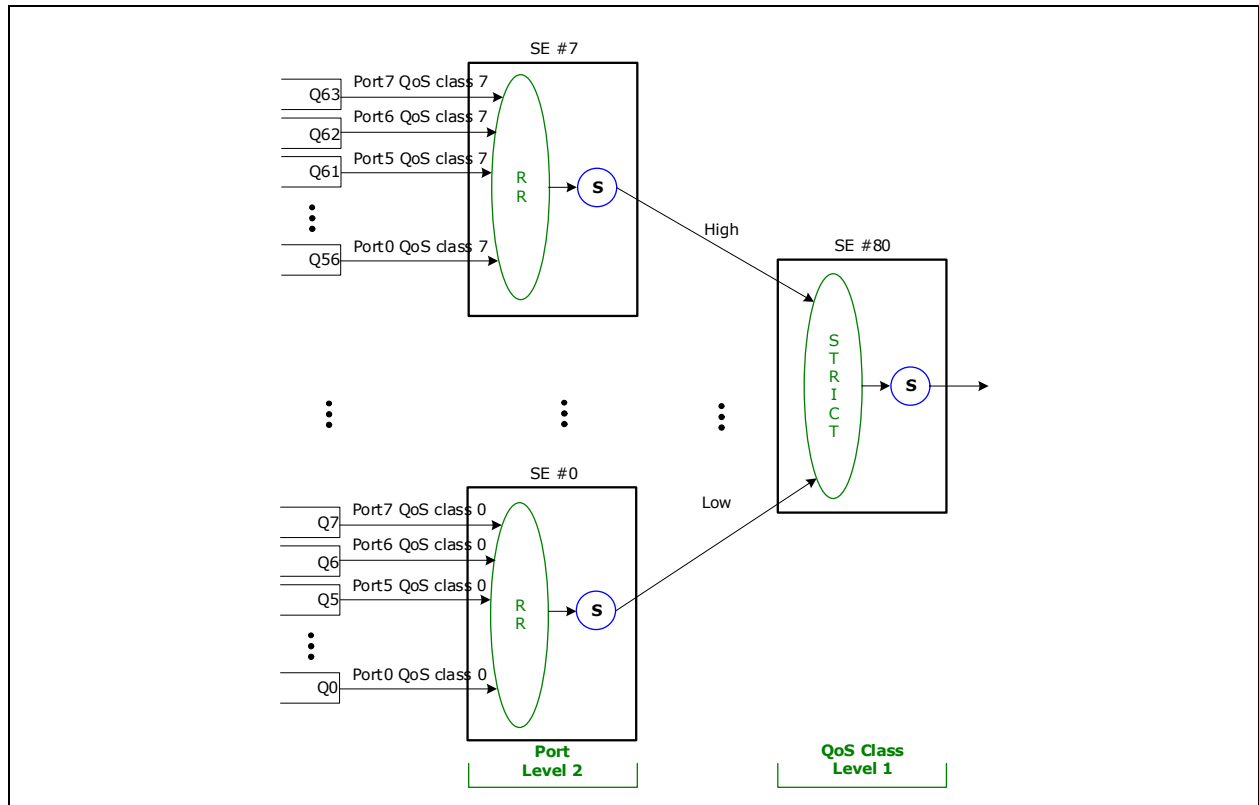 SE #7
Q63 Port7 QoS class 7
Q62 Port6 QoS class 7
Q61 Port5 QoS class 7
Q56 Port0 QoS class 7
R
R
S
High
SE #80
S
T
R
I
C
T
S
SE #0
Q7 Port7 QoS class 0
Q6 Port6 QoS class 0
Q5 Port5 QoS class 0
Q0 Port0 QoS class 0
R
R
S
Low
Port
Level 2
QoS Class
Level 1